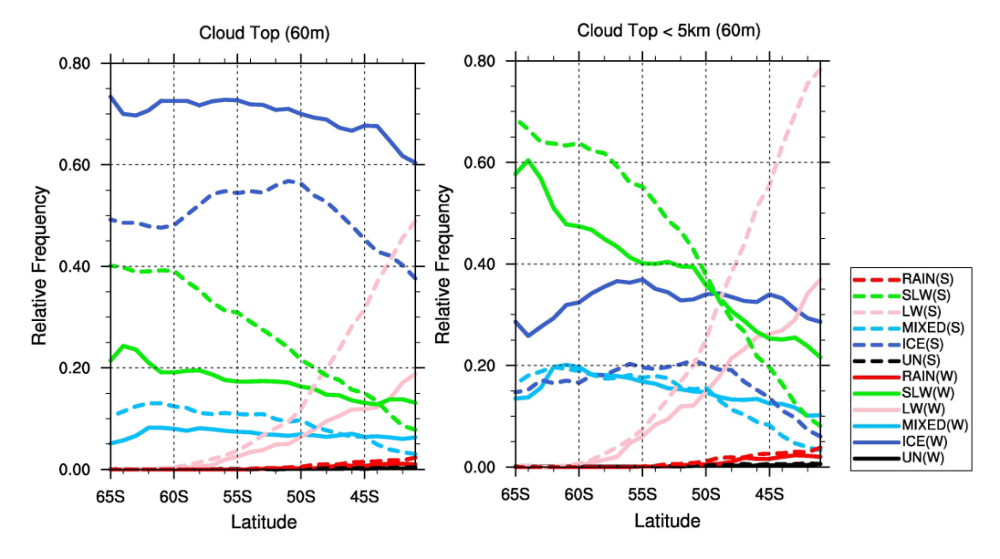 Cloud Top (60m)
0.80
0.60
0.40
0.20
0.00
Relative Frequency
65S 60S 55S 50S 45S
Latitude
Cloud Top < 5km (60m)
0.80
0.60
0.40
0.20
0.00
Relative Frequency
65S 60S 55S 50S 45S
Latitude
RAIN(S)
SLW(S)
LW(S)
MIXED(S)
ICE(S)
UN(S)
RAIN(W)
SLW(W)
LW(W)
MIXED(W)
ICE(W)
UN(W)